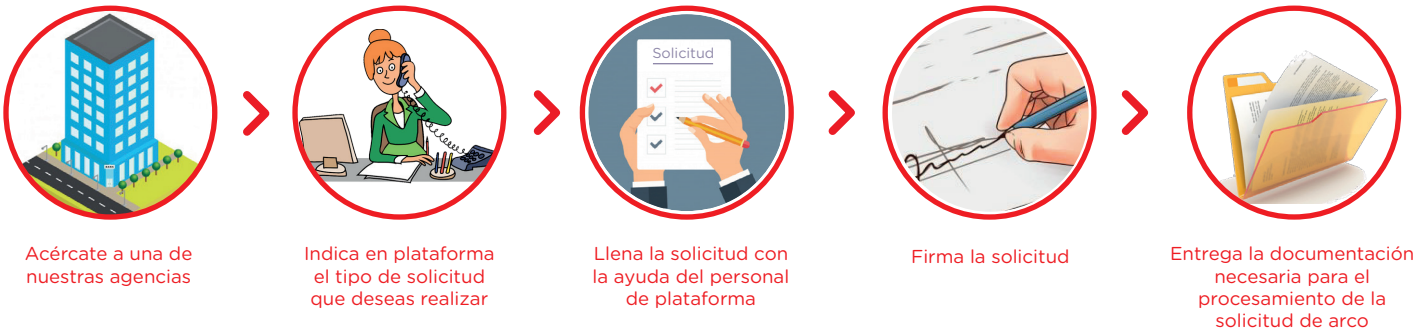 Solicitud
Acércate a una de
nuestras agencias
Indica en plataforma
el tipo de solicitud
que deseas realizar
Llena la solicitud con
la ayuda del personal
de plataforma
Firma la solicitud
Entrega la documentación
necesaria para el
procesamiento de la
solicitud de arco